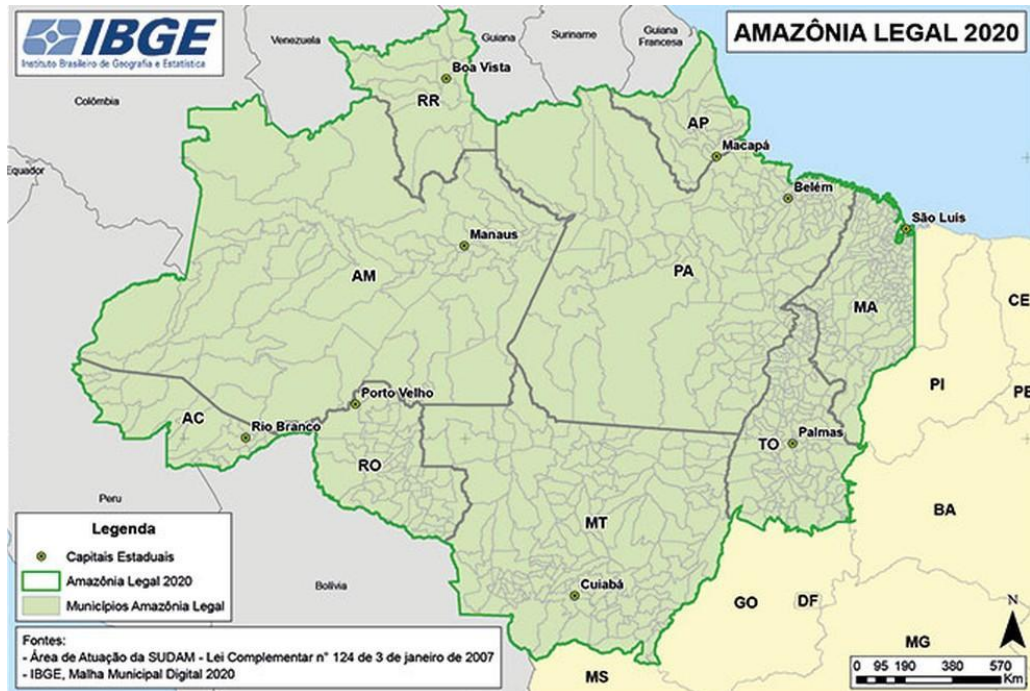 IBGE
Instituto Brasileiro de Geografia e Estatística
AMAZÔNIA LEGAL 2020
Venezuela
Guiana
Suriname
Guiana
Francesa
Colômbia
Equador
Boa Vista
RR
AP
Macapá
Belém
São Luis
Manaus
AM
PA
MA
CE
PI
PE
Porto Velho
AC
Rio Branco
RO
TO
Palmas
Peru
MT
BA
Bolívia
Cuiabá
GO
DF
MG
MS
Legenda
Capitais Estaduais
Amazônia Legal 2020
Municípios Amazônia Legal
Fontes:
- Área de Atuação da SUDAM - Lei Complementar n° 124 de 3 de janeiro de 2007
- IBGE, Malha Municipal Digital 2020
N
0 95 190 380 570
Km